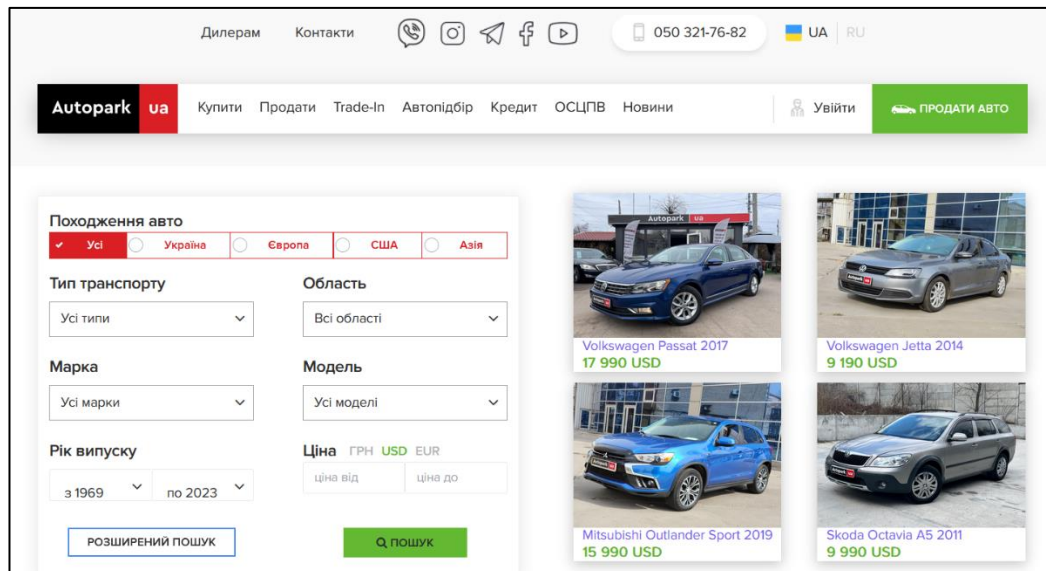 Дилерам Контакти 050 321-76-82 UA RU
Autopark ua Купити Продати Trade-In Автопідбір Кредит ОСЦПВ Новини Увійти ПРОДАТИ АВТО
Походження авто
Усі Україна Європа США Азія
Тип транспорту Область
Усі типи Всі області
Марка Модель
Усі марки Усі моделі
Рік випуску Ціна ГРН USD EUR
з 1969 по 2023 ціна від ціна до
РОЗШИРЕНИЙ ПОШУК ПОШУК
Autopark ua
Volkswagen Passat 2017
17 990 USD
Volkswagen Jetta 2014
9 190 USD
Mitsubishi Outlander Sport 2019
15 990 USD
Skoda Octavia A5 2011
9 990 USD